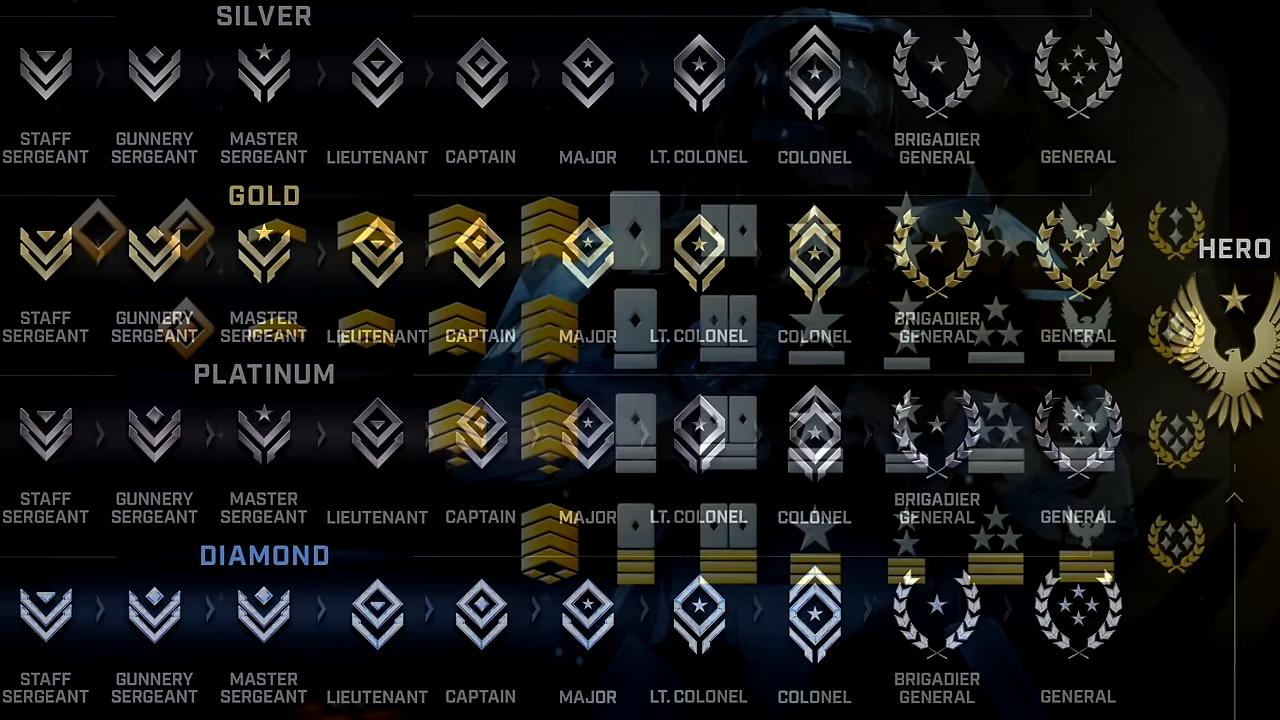 SILVER
STAFF SERGEANT
GUNNERY SERGEANT
MASTER SERGEANT
LIEUTENANT
CAPTAIN
MAJOR
LT. COLONEL
COLONEL
BRIGADIER GENERAL
GENERAL
GOLD
HERO
STAFF SERGEANT
GUNNERY SERGEANT
MASTER SERGEANT
LIEUTENANT
CAPTAIN
MAJOR
LT. COLONEL
COLONEL
BRIGADIER GENERAL
GENERAL
PLATINUM
STAFF SERGEANT
GUNNERY SERGEANT
MASTER SERGEANT
LIEUTENANT
CAPTAIN
MAJOR
LT. COLONEL
COLONEL
BRIGADIER GENERAL
GENERAL
DIAMOND
STAFF SERGEANT
GUNNERY SERGEANT
MASTER SERGEANT
LIEUTENANT
CAPTAIN
MAJOR
LT. COLONEL
COLONEL
BRIGADIER GENERAL
GENERAL